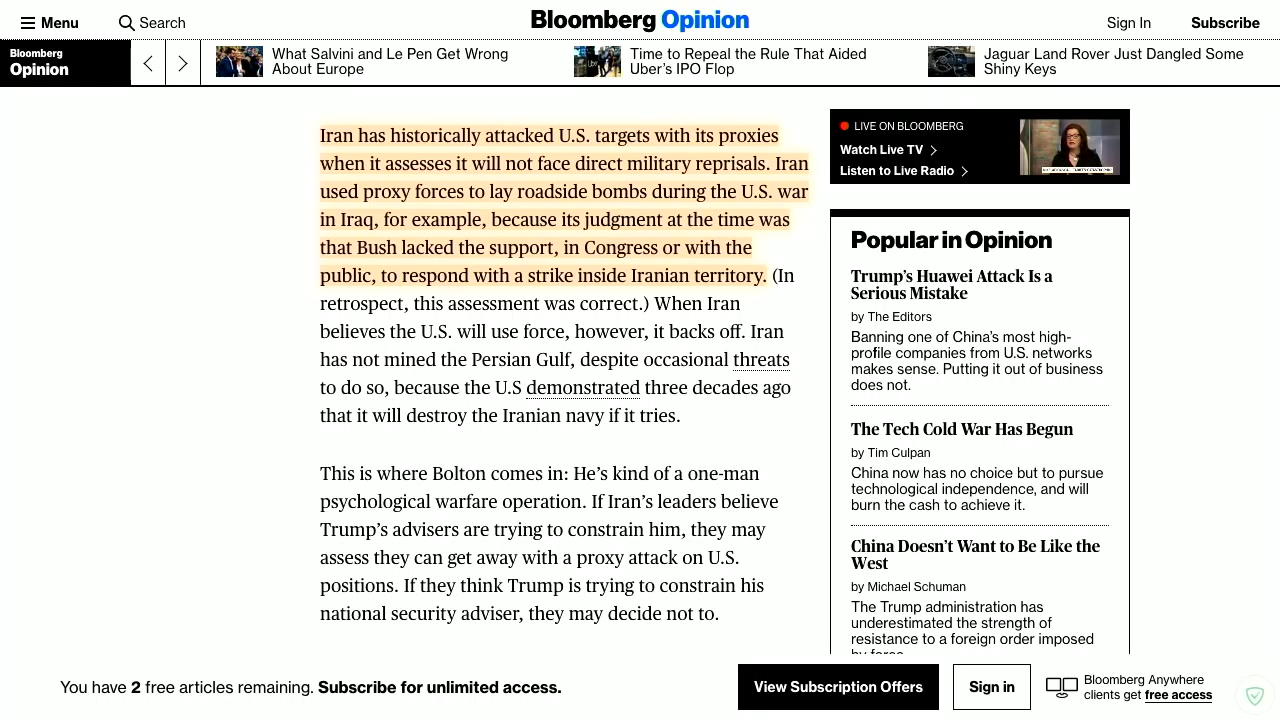 Menu
Search
Bloomberg Opinion
Sign In
Subscribe
Bloomberg
Opinion
What Salvini and Le Pen Get Wrong
About Europe
Time to Repeal the Rule That Aided
Uber's IPO Flop
Jaguar Land Rover Just Dangled Some
Shiny Keys
Iran has historically attacked U.S. targets with its proxies
when it assesses it will not face direct military reprisals. Iran
used proxy forces to lay roadside bombs during the U.S. war
in Iraq, for example, because its judgment at the time was
that Bush lacked the support, in Congress or with the
public, to respond with a strike inside Iranian territory. (In
retrospect, this assessment was correct.) When Iran
believes the U.S. will use force, however, it backs off. Iran
has not mined the Persian Gulf, despite occasional threats
to do so, because the U.S demonstrated three decades ago
that it will destroy the Iranian navy if it tries.
This is where Bolton comes in: He's kind of a one-man
psychological warfare operation. If Iran's leaders believe
Trump's advisers are trying to constrain him, they may
assess they can get away with a proxy attack on U.S.
positions. If they think Trump is trying to constrain his
national security adviser, they may decide not to.
LIVE ON BLOOMBERG
Watch Live TV
Listen to Live Radio
Popular in Opinion
Trump's Huawei Attack Is a
Serious Mistake
by The Editors
Banning one of China's most high-
profile companies from U.S. networks
makes sense. Putting it out of business
does not.
The Tech Cold War Has Begun
by Tim Culpan
China now has no choice but to pursue
technological independence, and will
burn the cash to achieve it.
China Doesn't Want to Be Like the
West
by Michael Schuman
The Trump administration has
underestimated the strength of
resistance to a foreign order imposed
by force.
You have 2 free articles remaining. Subscribe for unlimited access.
View Subscription Offers
Sign in
Bloomberg Anywhere
clients get free access